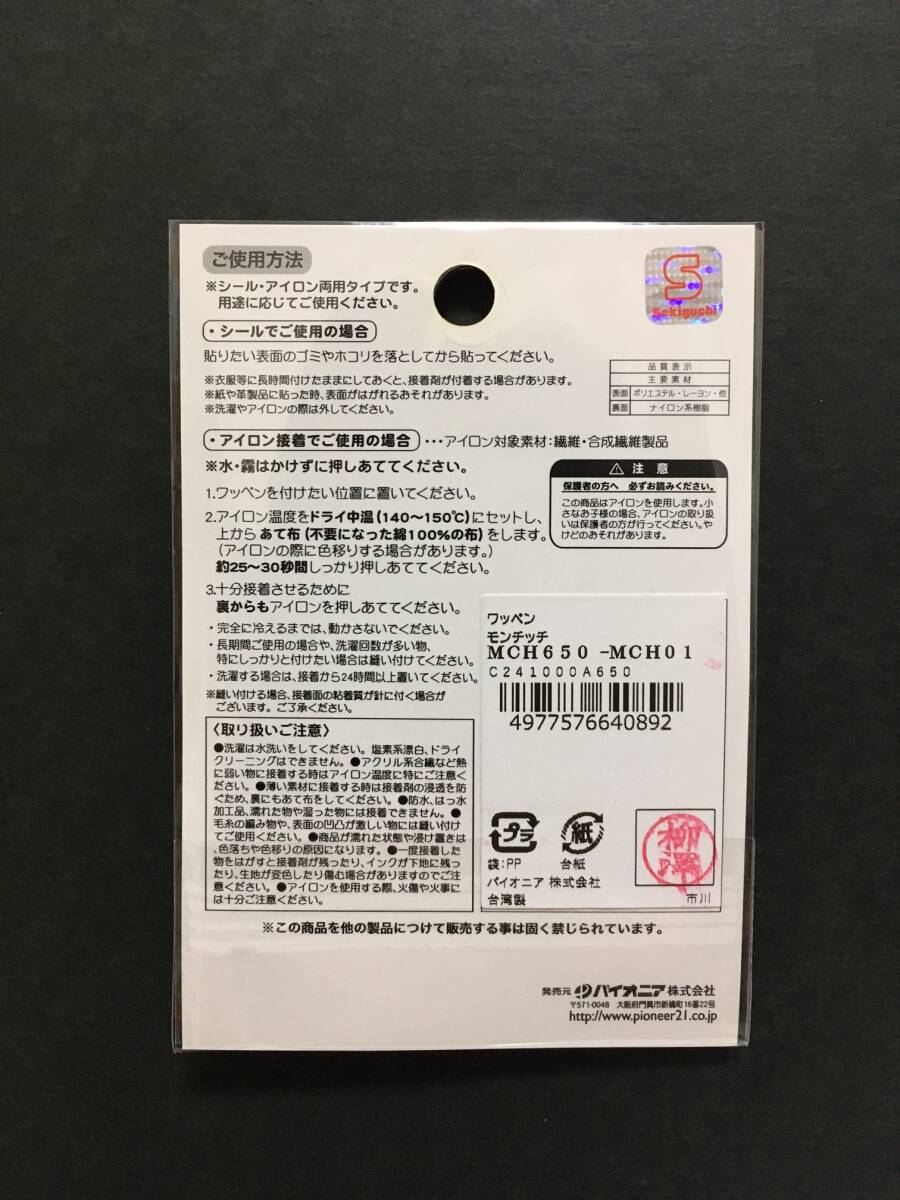 ご使用方法
※シール・アイロン両用タイプです。
用途に応じてご使用ください。
・シールでご使用の場合
貼りたい表面のゴミやホコリを落としてから貼ってください。
※衣服等に長時間付けたままにしておくと、接着剤が付着する場合があります。
※紙や革製品に貼った時、表面がはがれるおそれがあります。
※洗濯やアイロンの際は外してください。
S
Sekiguchi
品質表示
主要素材
表面 ポリエステル・レーヨン・他
裏面 ナイロン系樹脂
・アイロン接着でご使用の場合 ・・・アイロン対象素材:繊維・合成繊維製品
※水・霧はかけずに押しあててください。
1.ワッペンを付けたい位置に置いてください。
2.アイロン温度をドライ中温(140〜150℃)にセットし、
上から あて布(不要になった綿100%の布)をします。
(アイロンの際に色移りする場合があります。)
約25〜30秒間しっかり押しあててください。
3.十分接着させるために
裏からもアイロンを押しあててください。
・完全に冷えるまでは、動かさないでください。
・長期間ご使用の場合や、洗濯回数が多い物、
特にしっかりと付けたい場合は縫い付けてください。
・洗濯する場合は、接着から24時間以上置いてください。
※縫い付ける場合、接着面の粘着質が針に付く場合が
ございます。ご了承ください。
⚠ 注意
保護者の方へ 必ずお読みください。
この商品はアイロンを使用します。小
さなお子様の場合、アイロンの取り扱
いは保護者の方が行ってください。や
けどのおそれがあります。
〈取り扱いご注意〉
●洗濯は水洗いをしてください。塩素系漂白、ドライ
クリーニングはできません。●アクリル系合繊など熱
に弱い物に接着する時はアイロン温度に特にご注意く
ださい。●薄い素材に接着する時は接着剤の浸透を防
ぐため、裏にもあて布をしてください。●防水、はっ水
加工品、濡れた物や湿った物には接着できません。●
毛糸の編み物や、表面の凹凸が激しい物には縫い付け
てご使用ください。●商品が濡れた状態や浸け置きは、
色落ちや色移りの原因になります。●一度接着した
物をはがすと接着剤が残ったり、インクが下地に残っ
たり、生地が変色したり傷む場合がありますのでご注
意ください。●アイロンを使用する際、火傷や火事に
は十分ご注意ください。
ワッペン
モンチッチ
MCH650 -MCH01
C241000A650
4977576640892
プラ
紙
袋:PP
台紙
パイオニア 株式会社
台湾製
柳澤
市川
※この商品を他の製品につけて販売する事は固く禁じられています。
発売元 パイオニア株式会社
〒571-0048 大阪府門真市新橋町16番22号
http://www.pioneer21.co.jp